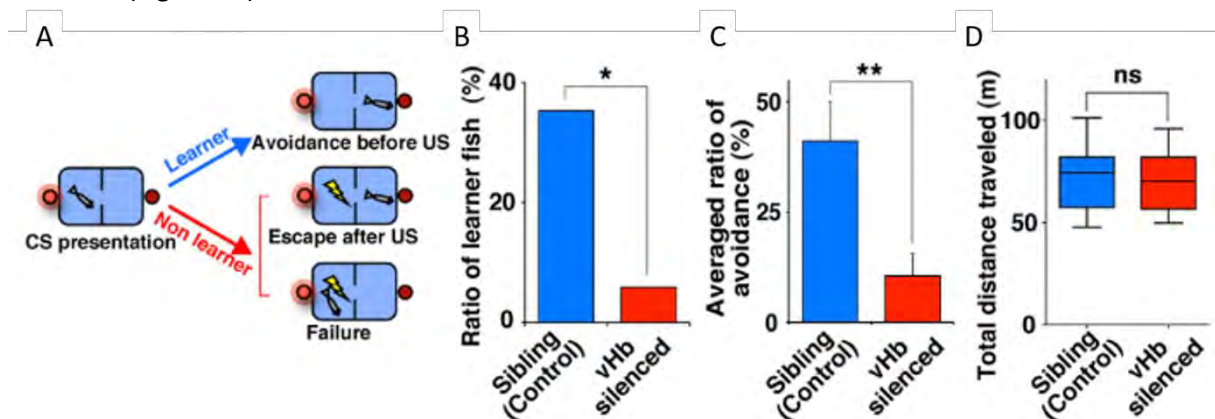 A
B
C
D
Learner
Non learner
CS presentation
Avoidance before US
Escape after US
Failure
Ratio of learner fish (%)
40
20
0
*
Sibling
(Control)
vHb
silenced
Averaged ratio of
avoidance (%)
50
25
0
**
Sibling
(Control)
vHb
silenced
Total distance traveled (m)
100
50
0
ns
Sibling
(Control)
vHb
silenced